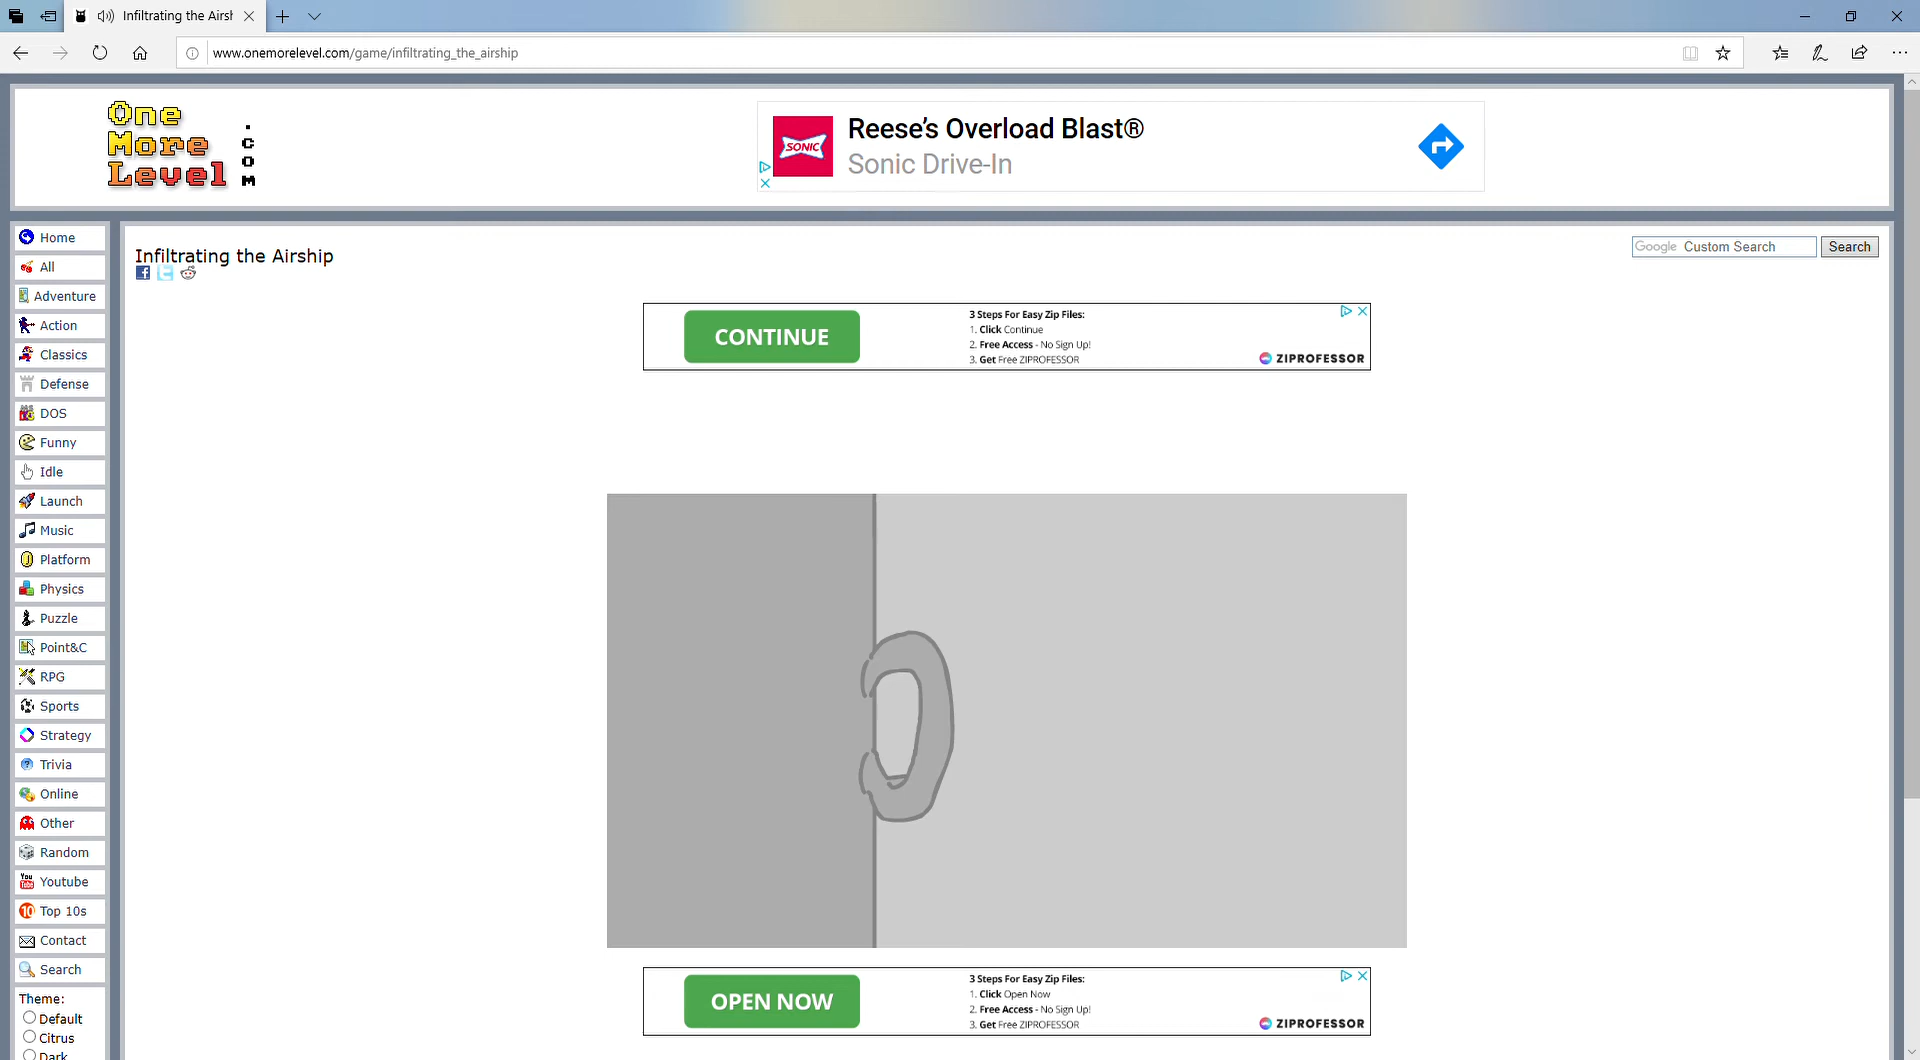 Infiltrating the Airsh
www.onemorelevel.com/game/infiltrating_the_airship
One
More
Level
.com
SONIC
Reese's Overload Blast®
Sonic Drive-In
Home
All
Adventure
Action
Classics
Defense
DOS
Funny
Idle
Launch
Music
Platform
Physics
Puzzle
Point&C
RPG
Sports
Strategy
Trivia
Online
Other
Random
Youtube
Top 10s
Contact
Search
Theme:
Default
Citrus
Dark
Infiltrating the Airship
Google Custom Search
Search
CONTINUE
3 Steps For Easy Zip Files:
1. Click Continue
2. Free Access - No Sign Up!
3. Get Free ZIPROFESSOR
ZIPROFESSOR
OPEN NOW
3 Steps For Easy Zip Files:
1. Click Open Now
2. Free Access - No Sign Up!
3. Get Free ZIPROFESSOR
ZIPROFESSOR